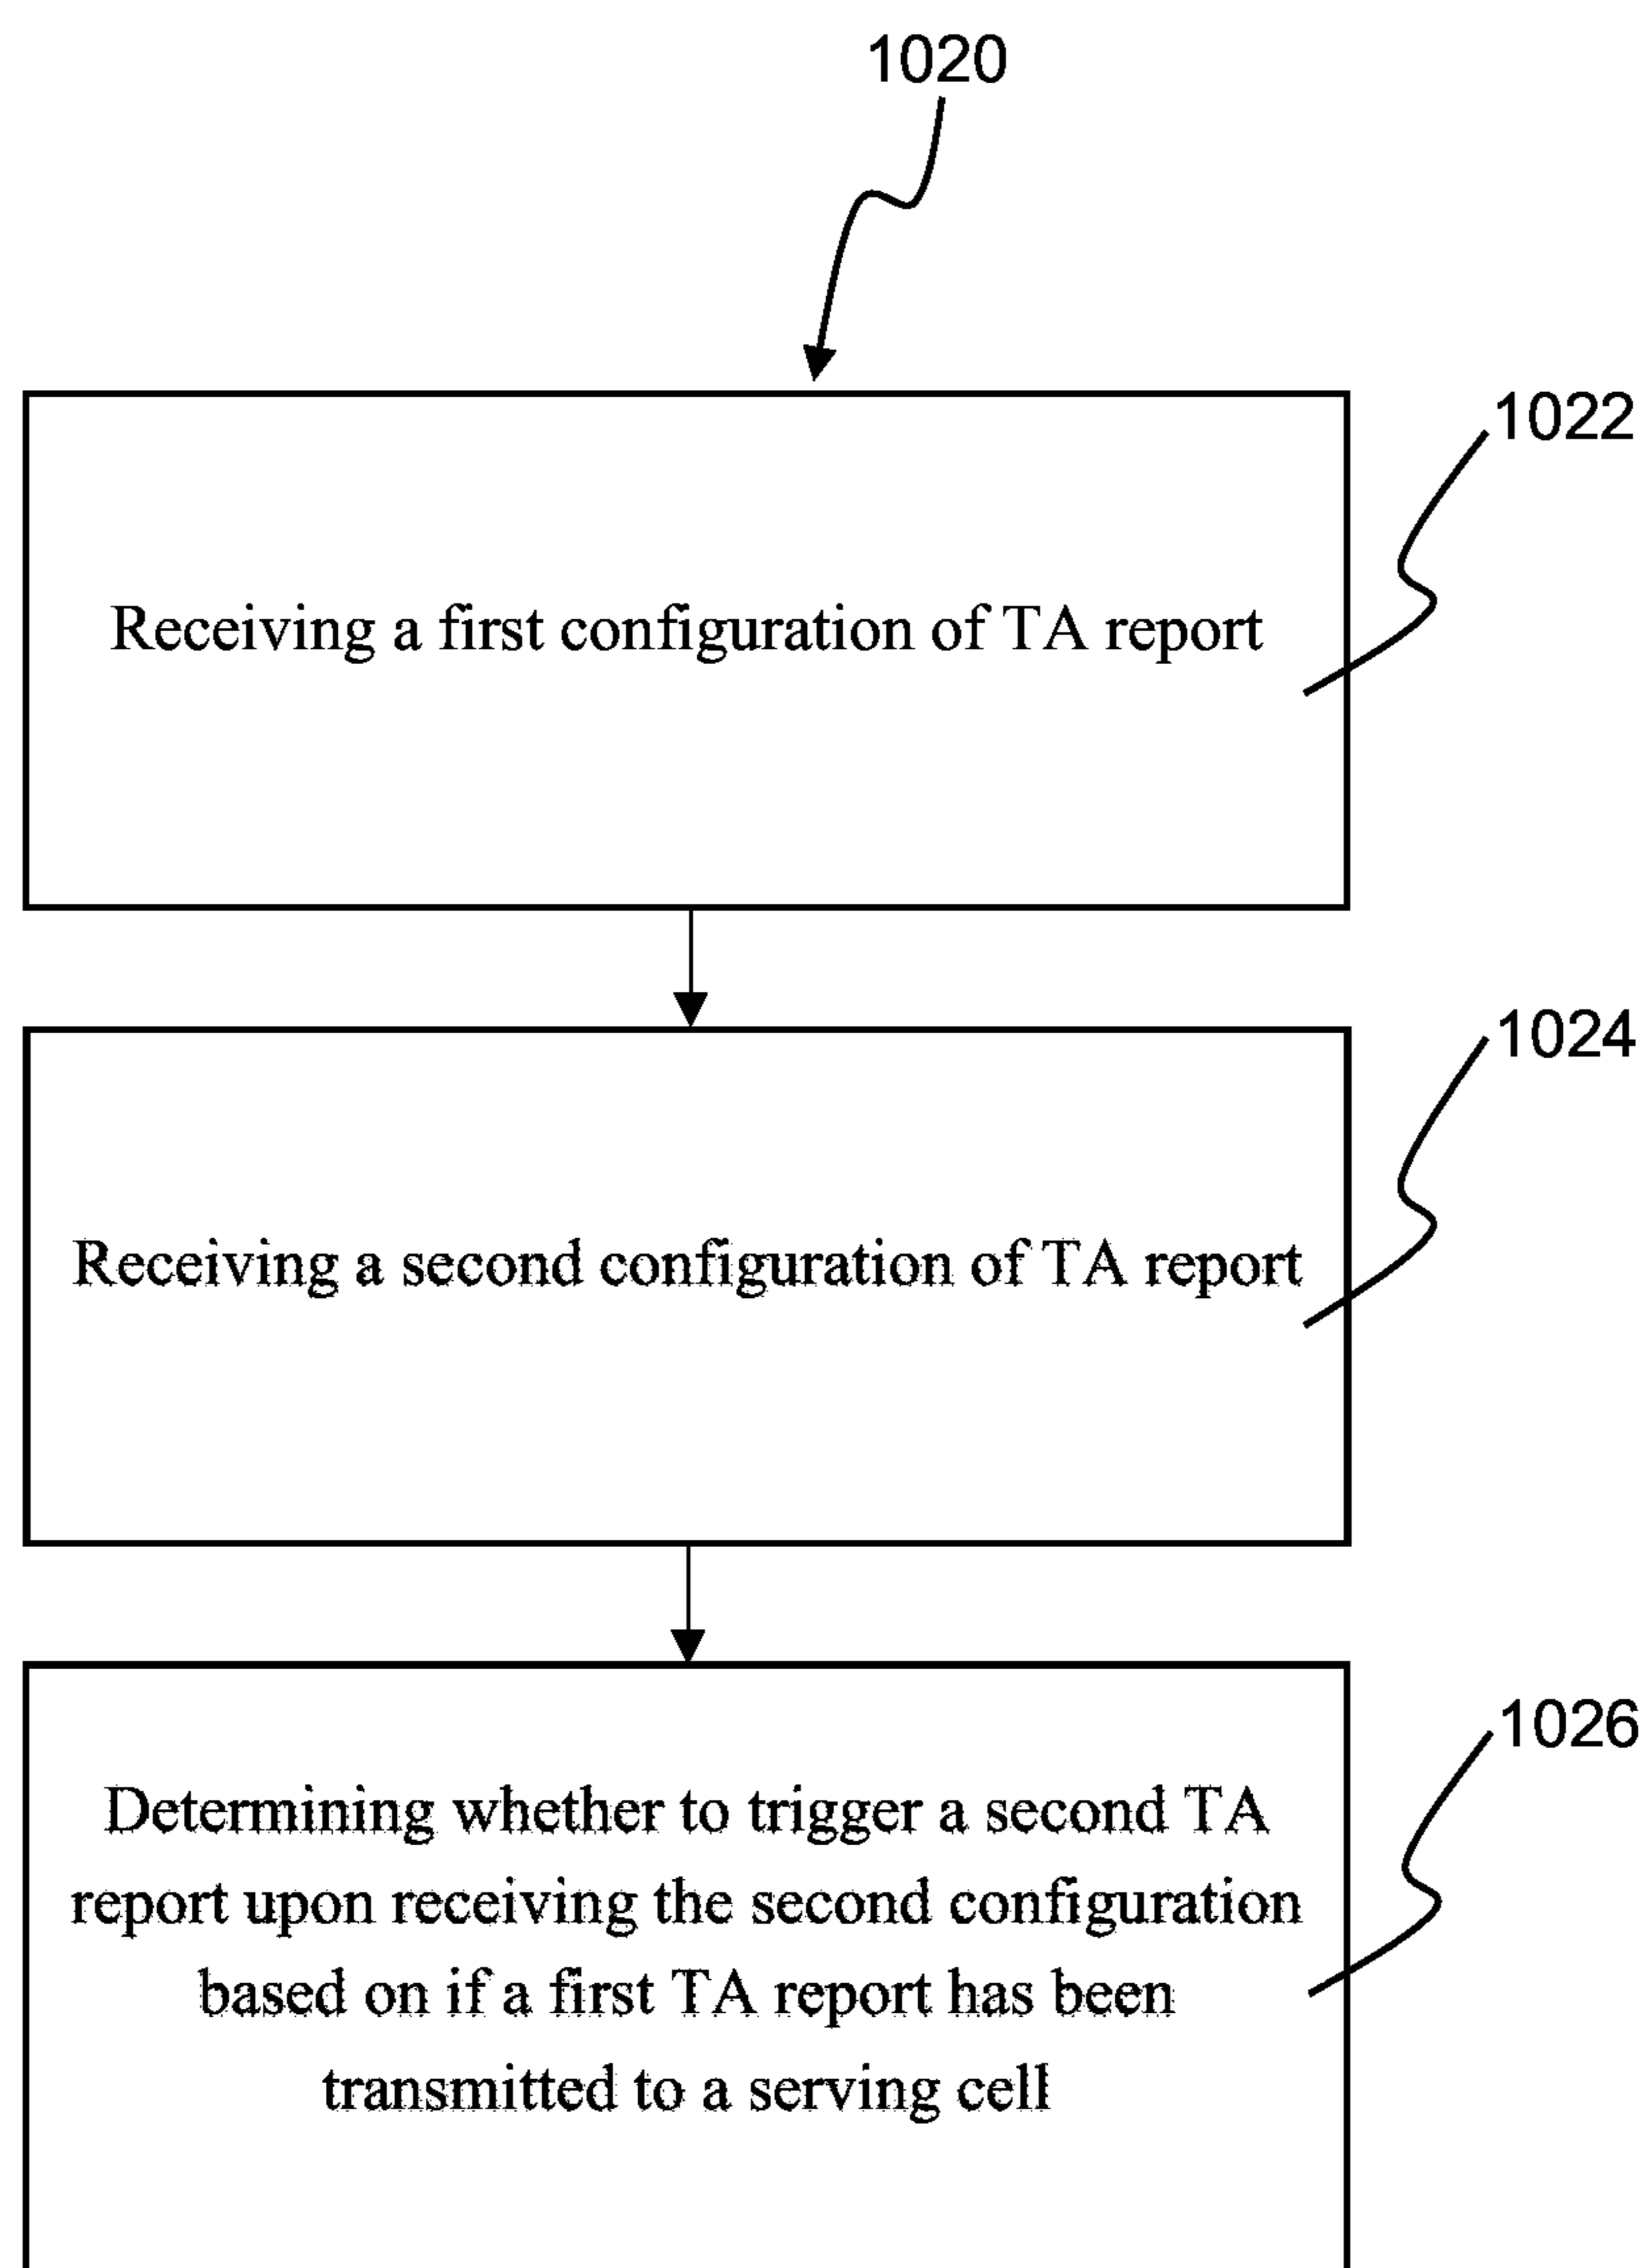 1020
1022
Receiving a first configuration of TA report
1024
Receiving a second configuration of TA report
1026
Determining whether to trigger a second TA
report upon receiving the second configuration
based on if a first TA report has been
transmitted to a serving cell